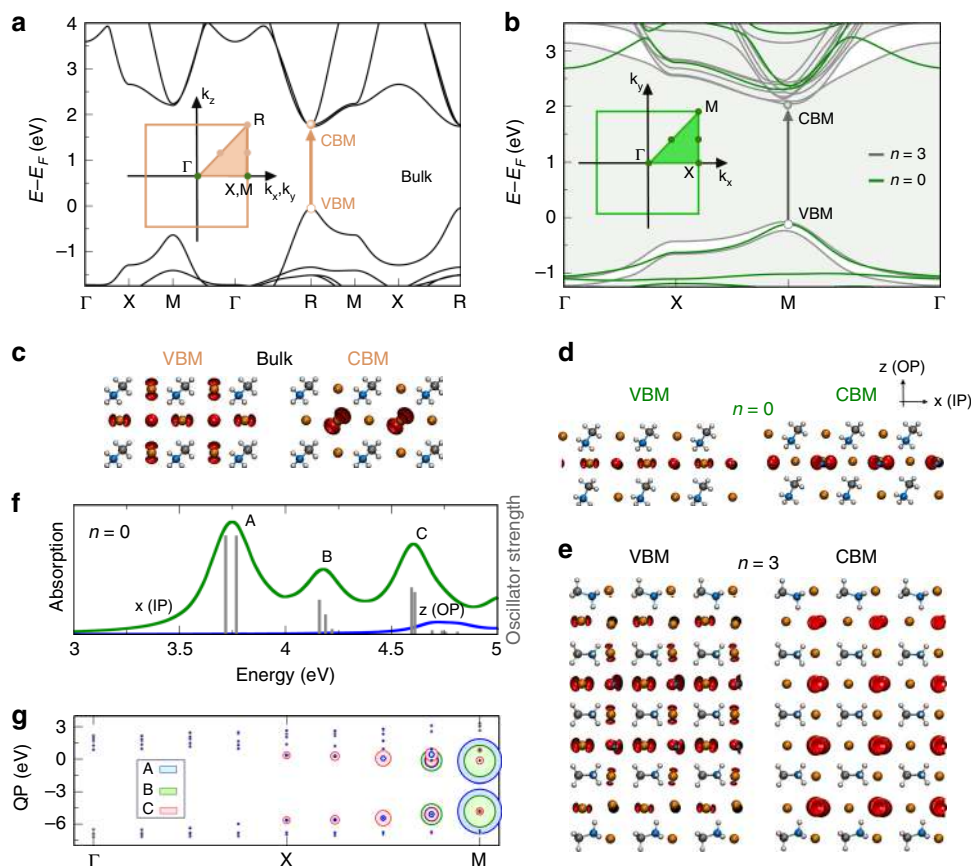 a
4
3
2
1
0
−1
E−E_F (eV)
k_z
R
Γ
X,M
k_x,k_y
CBM
VBM
Bulk
Γ X M Γ R M X R
b
3
2
1
0
−1
E−E_F (eV)
k_y
M
Γ
X
k_x
CBM
VBM
n = 3
n = 0
Γ X M Γ
c
VBM Bulk CBM
d
z (OP)
x (IP)
VBM n = 0 CBM
e
VBM n = 3 CBM
f
n = 0
A
B
C
x (IP)
z (OP)
Absorption
Oscillator strength
3 3.5 4 4.5 5
Energy (eV)
g
3
0
−3
−6
QP (eV)
A
B
C
Γ X M